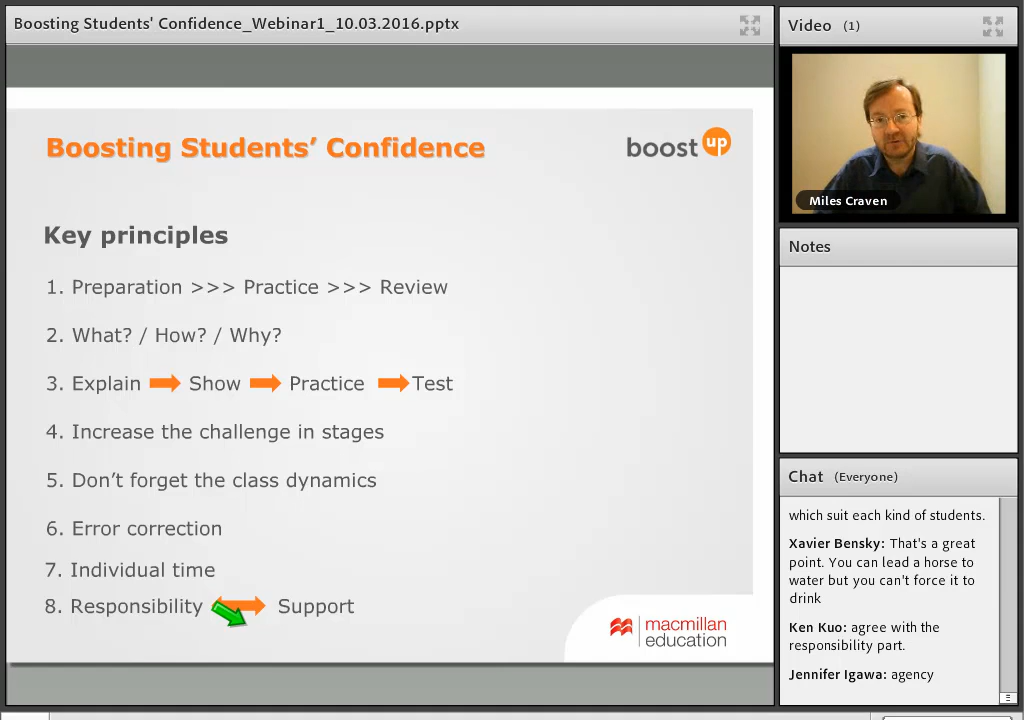 Boosting Students' Confidence_Webinar1_10.03.2016.pptx
Boosting Students’ Confidence
boost up
Key principles
1. Preparation >>> Practice >>> Review
2. What? / How? / Why?
3. Explain Show Practice Test
4. Increase the challenge in stages
5. Don’t forget the class dynamics
6. Error correction
7. Individual time
8. Responsibility Support
macmillan
education
Video (1)
Miles Craven
Notes
Chat (Everyone)
which suit each kind of students.
Xavier Bensky: That's a great
point. You can lead a horse to
water but you can't force it to
drink
Ken Kuo: agree with the
responsibility part.
Jennifer Igawa: agency